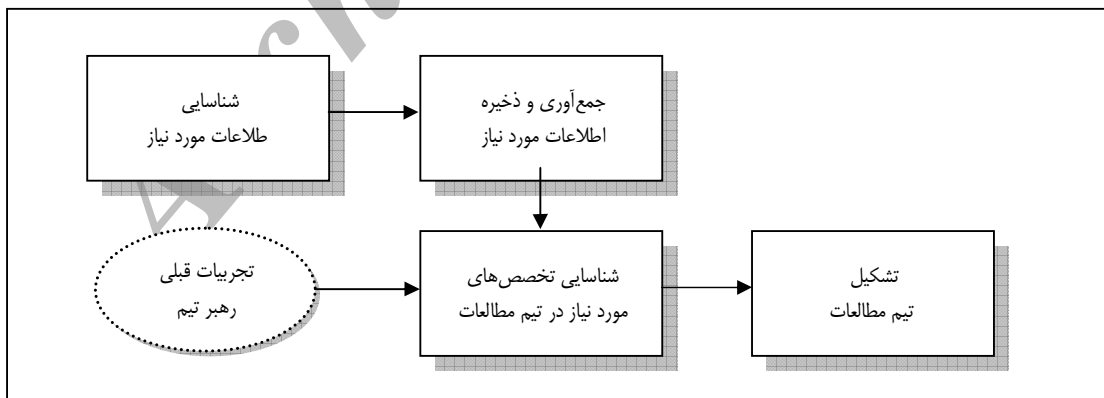 شناسایی
طلاعات مورد نیاز
جمع‌آوری و ذخیره
اطلاعات مورد نیاز
تجربیات قبلی
رهبر تیم
شناسایی تخصص‌های
مورد نیاز در تیم مطالعات
تشکیل
تیم مطالعات